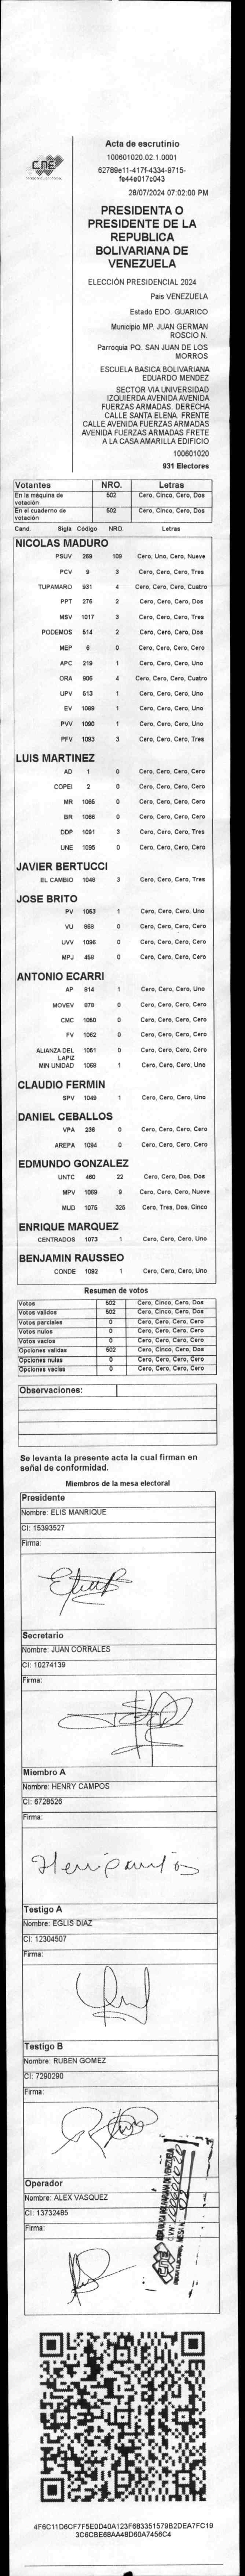 CNE
Acta de escrutinio
100601020.02.1.0001
62789e11-417f-4334-9715-
fe44e017c043
28/07/2024 07:02:00 PM
PRESIDENTA O
PRESIDENTE DE LA
REPUBLICA
BOLIVARIANA DE
VENEZUELA
ELECCIÓN PRESIDENCIAL 2024
Pais VENEZUELA
Estado EDO. GUARICO
Municipio MP. JUAN GERMAN
ROSCIO N.
Parroquia PQ. SAN JUAN DE LOS
MORROS
ESCUELA BASICA BOLIVARIANA
EDUARDO MENDEZ
SECTOR VIA UNIVERSIDAD
IZQUIERDA AVENIDA AVENIDA
FUERZAS ARMADAS. DERECHA
CALLE SANTA ELENA. FRENTE
CALLE AVENIDA FUERZAS ARMADAS
AVENIDA FUERZAS ARMADAS FRETE
A LA CASA AMARILLA EDIFICIO
100601020
931 Electores
Votantes NRO. Letras
En la máquina de votación 502 Cero, Cinco, Cero, Dos
En el cuaderno de votación 502 Cero, Cinco, Cero, Dos
Cand. Sigla Código NRO. Letras
NICOLAS MADURO
PSUV 269 109 Cero, Uno, Cero, Nueve
PCV 9 3 Cero, Cero, Cero, Tres
TUPAMARO 931 4 Cero, Cero, Cero, Cuatro
PPT 276 2 Cero, Cero, Cero, Dos
MSV 1017 3 Cero, Cero, Cero, Tres
PODEMOS 514 2 Cero, Cero, Cero, Dos
MEP 6 0 Cero, Cero, Cero, Cero
APC 219 1 Cero, Cero, Cero, Uno
ORA 906 4 Cero, Cero, Cero, Cuatro
UPV 513 1 Cero, Cero, Cero, Uno
EV 1089 1 Cero, Cero, Cero, Uno
PVV 1090 1 Cero, Cero, Cero, Uno
PFV 1093 3 Cero, Cero, Cero, Tres
LUIS MARTINEZ
AD 1 0 Cero, Cero, Cero, Cero
COPEI 2 0 Cero, Cero, Cero, Cero
MR 1065 0 Cero, Cero, Cero, Cero
BR 1066 0 Cero, Cero, Cero, Cero
DDP 1091 3 Cero, Cero, Cero, Tres
UNE 1095 0 Cero, Cero, Cero, Cero
JAVIER BERTUCCI
EL CAMBIO 1048 3 Cero, Cero, Cero, Tres
JOSE BRITO
PV 1053 1 Cero, Cero, Cero, Uno
VU 868 0 Cero, Cero, Cero, Cero
UVV 1096 0 Cero, Cero, Cero, Cero
MPJ 458 0 Cero, Cero, Cero, Cero
ANTONIO ECARRI
AP 814 1 Cero, Cero, Cero, Uno
MOVEV 878 0 Cero, Cero, Cero, Cero
CMC 1050 0 Cero, Cero, Cero, Cero
FV 1062 0 Cero, Cero, Cero, Cero
ALIANZA DEL LAPIZ 1051 0 Cero, Cero, Cero, Cero
MIN UNIDAD 1058 1 Cero, Cero, Cero, Uno
CLAUDIO FERMIN
SPV 1049 1 Cero, Cero, Cero, Uno
DANIEL CEBALLOS
VPA 236 0 Cero, Cero, Cero, Cero
AREPA 1094 0 Cero, Cero, Cero, Cero
EDMUNDO GONZALEZ
UNTC 460 22 Cero, Cero, Dos, Dos
MPV 1069 9 Cero, Cero, Cero, Nueve
MUD 1075 325 Cero, Tres, Dos, Cinco
ENRIQUE MARQUEZ
CENTRADOS 1073 1 Cero, Cero, Cero, Uno
BENJAMIN RAUSSEO
CONDE 1092 1 Cero, Cero, Cero, Uno
Resumen de votos
Votos 502 Cero, Cinco, Cero, Dos
Votos validos 502 Cero, Cinco, Cero, Dos
Votos parciales 0 Cero, Cero, Cero, Cero
Votos nulos 0 Cero, Cero, Cero, Cero
Votos vacios 0 Cero, Cero, Cero, Cero
Opciones validas 502 Cero, Cinco, Cero, Dos
Opciones nulas 0 Cero, Cero, Cero, Cero
Opciones vacias 0 Cero, Cero, Cero, Cero
Observaciones:
Se levanta la presente acta la cual firman en
señal de conformidad.
Miembros de la mesa electoral
Presidente
Nombre: ELIS MANRIQUE
CI: 15393527
Firma:
Secretario
Nombre: JUAN CORRALES
CI: 10274139
Firma:
Miembro A
Nombre: HENRY CAMPOS
CI: 6728526
Firma:
Testigo A
Nombre: EGLIS DIAZ
CI: 12304507
Firma:
Testigo B
Nombre: RUBEN GOMEZ
CI: 7290290
Firma:
Operador
Nombre: ALEX VASQUEZ
CI: 13732485
Firma:
REPUBLICA BOLIVARIANA DE VENEZUELA
CNE
4F6C11D6CF7F5E0D40A123F683351579B2DEA7FC19
3C6CBE68AA48D60A7456C4